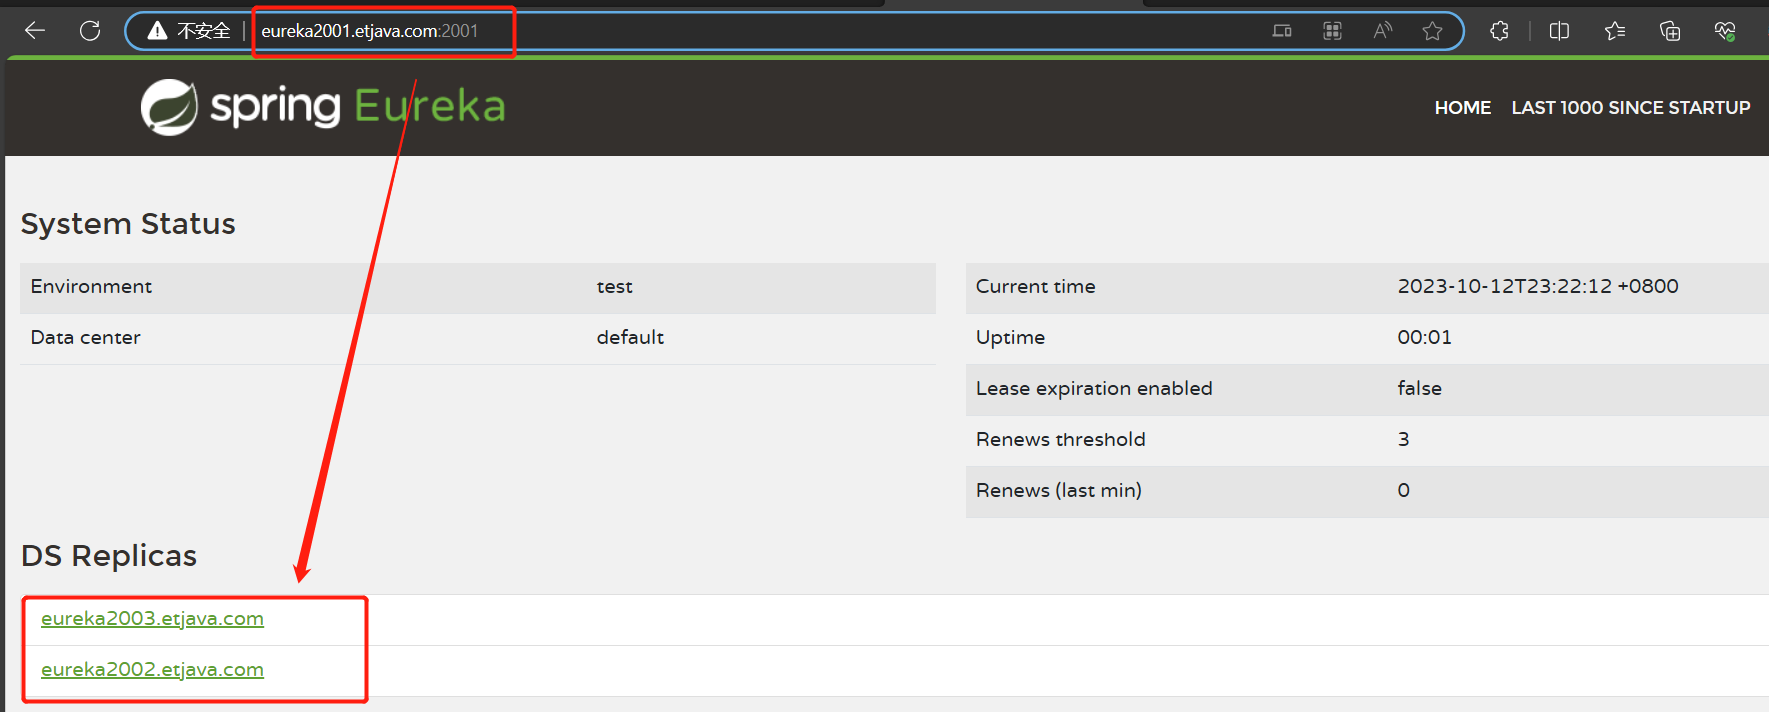 不安全 eureka2001.etjava.com:2001
spring Eureka
HOME LAST 1000 SINCE STARTUP
System Status
Environment test
Data center default
Current time 2023-10-12T23:22:12 +0800
Uptime 00:01
Lease expiration enabled false
Renews threshold 3
Renews (last min) 0
DS Replicas
eureka2003.etjava.com
eureka2002.etjava.com